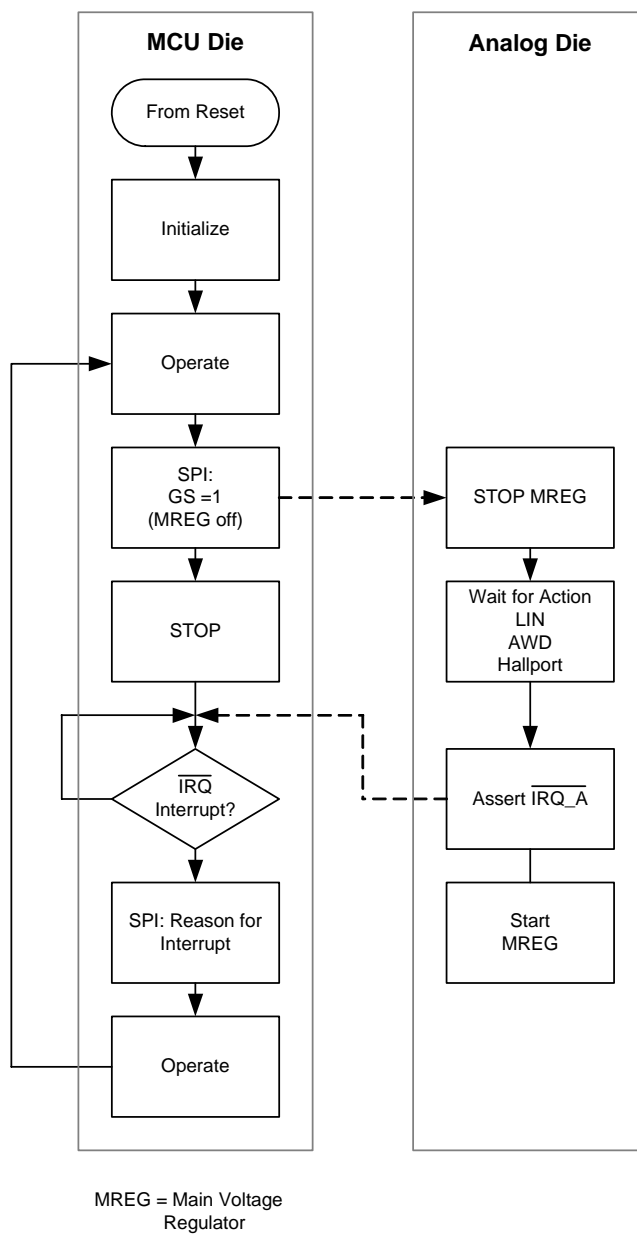 MCU Die
From Reset
Initialize
Operate
SPI:
GS =1
(MREG off)
STOP
IRQ
Interrupt?
SPI: Reason for
Interrupt
Operate
Analog Die
STOP MREG
Wait for Action
LIN
AWD
Hallport
Assert IRQ_A
Start
MREG
MREG = Main Voltage
Regulator